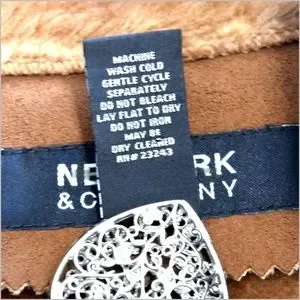 MACHINE
WASH COLD
GENTLE CYCLE
SEPARATELY
DO NOT BLEACH
LAY FLAT TO DRY
DO NOT IRON
MAY BE
DRY CLEANED
RN# 23243
NE RK
& C NY